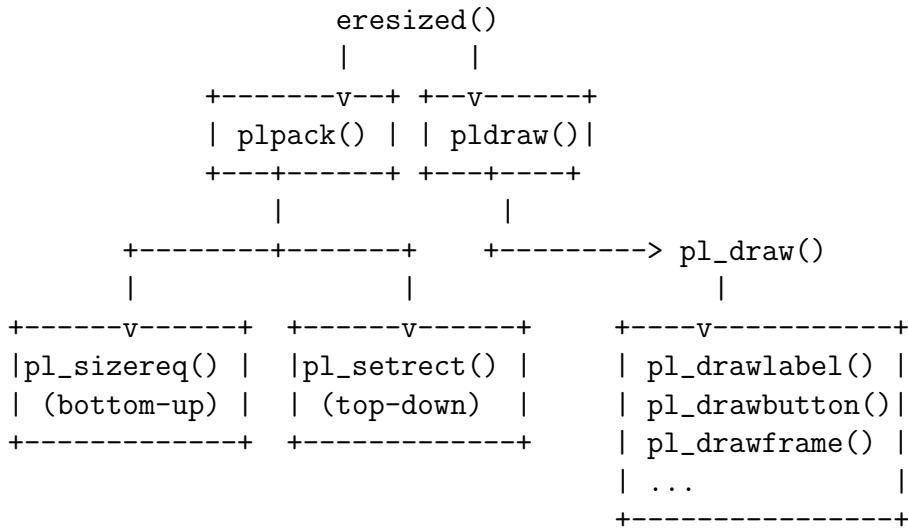 eresized()
plpack() pldraw()
pl_draw()
pl_sizereq() pl_setrect() pl_drawlabel()
(bottom-up) (top-down) pl_drawbutton()
pl_drawframe()
...